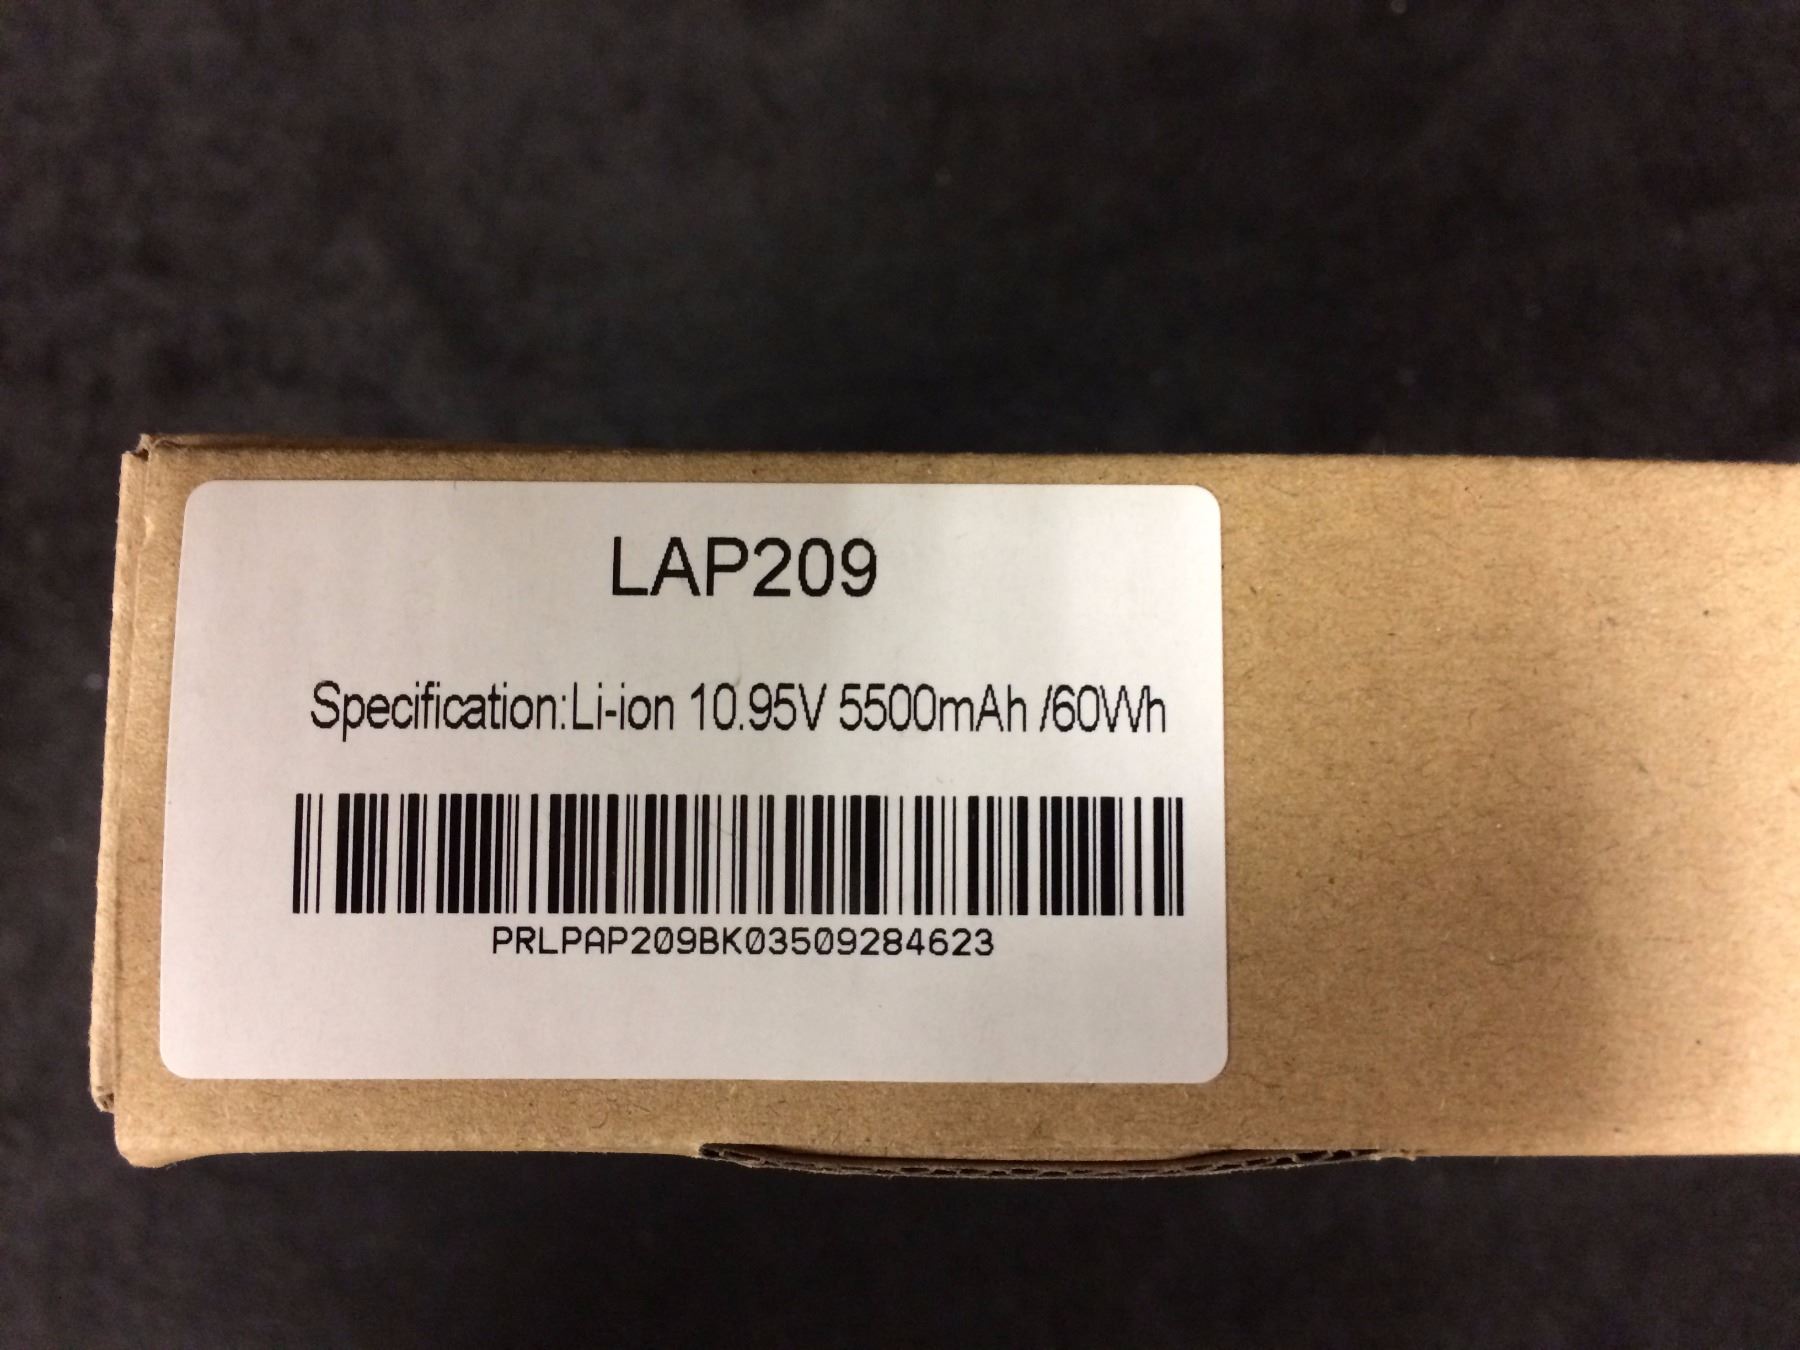 LAP209
Specification:Li-ion 10.95V 5500mAh /60Wh
PRLPAP209BK03509284623